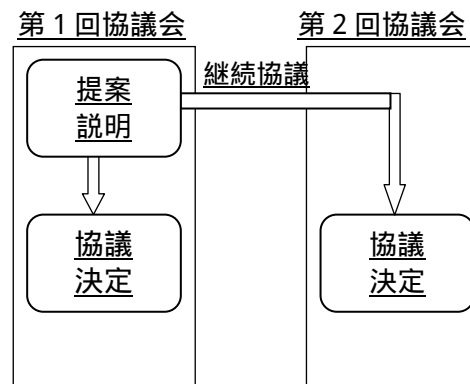 第１回協議会
第２回協議会
提案
説明
継続協議
協議
決定
協議
決定